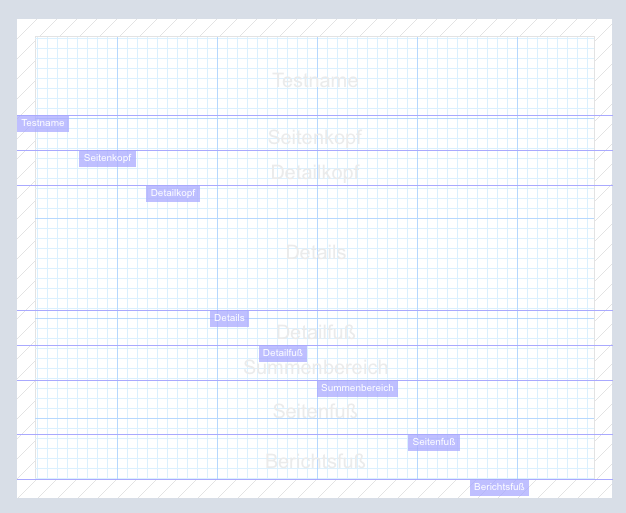 Testname
Testname
Seitenkopf
Seitenkopf
Detailkopf
Detailkopf
Details
Details
Detailfuß
Detailfuß
Summenbereich
Summenbereich
Seitenfuß
Seitenfuß
Berichtsfuß
Berichtsfuß